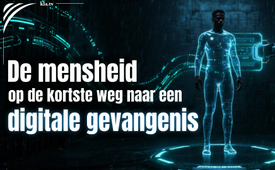 De mensheid
op de kortste weg naar een
digitale gevangenis